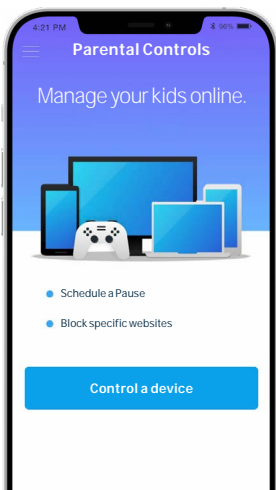 4:21 PM
96%
Parental Controls
Manage your kids online.
Schedule a Pause
Block specific websites
Control a device